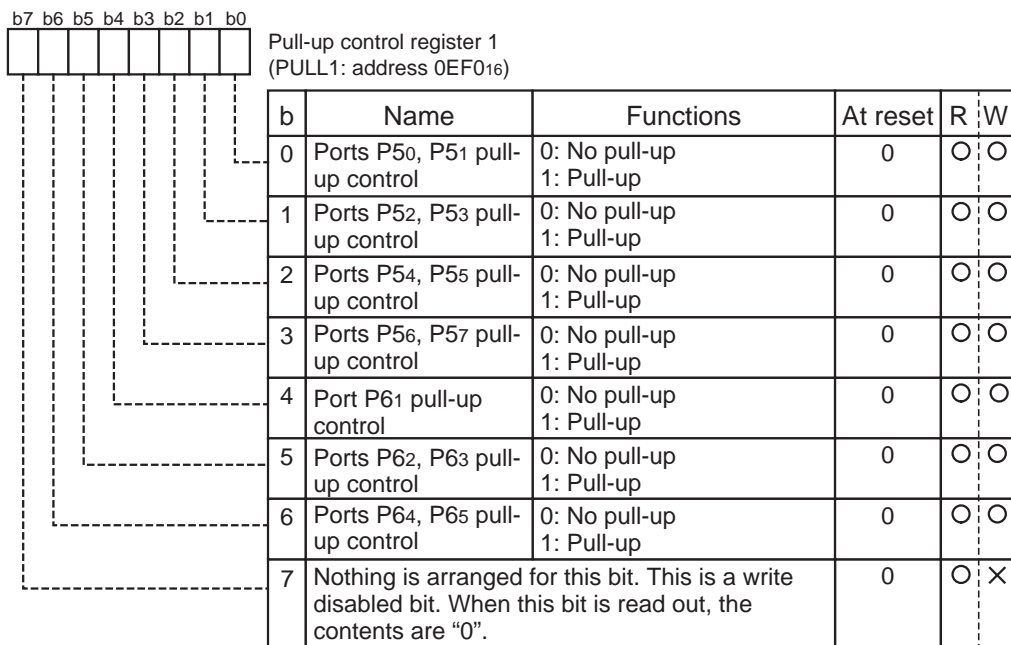 b7 b6 b5 b4 b3 b2 b1 b0
Pull-up control register 1
(PULL1: address 0EF016)
b Name Functions At reset R W
0 Ports P50, P51 pull- 0: No pull-up 0 O O
up control 1: Pull-up
1 Ports P52, P53 pull- 0: No pull-up 0 O O
up control 1: Pull-up
2 Ports P54, P55 pull- 0: No pull-up 0 O O
up control 1: Pull-up
3 Ports P56, P57 pull- 0: No pull-up 0 O O
up control 1: Pull-up
4 Port P61 pull-up 0: No pull-up 0 O O
control 1: Pull-up
5 Ports P62, P63 pull- 0: No pull-up 0 O O
up control 1: Pull-up
6 Ports P64, P65 pull- 0: No pull-up 0 O O
up control 1: Pull-up
7 Nothing is arranged for this bit. This is a write 0 O ×
disabled bit. When this bit is read out, the
contents are “0”.